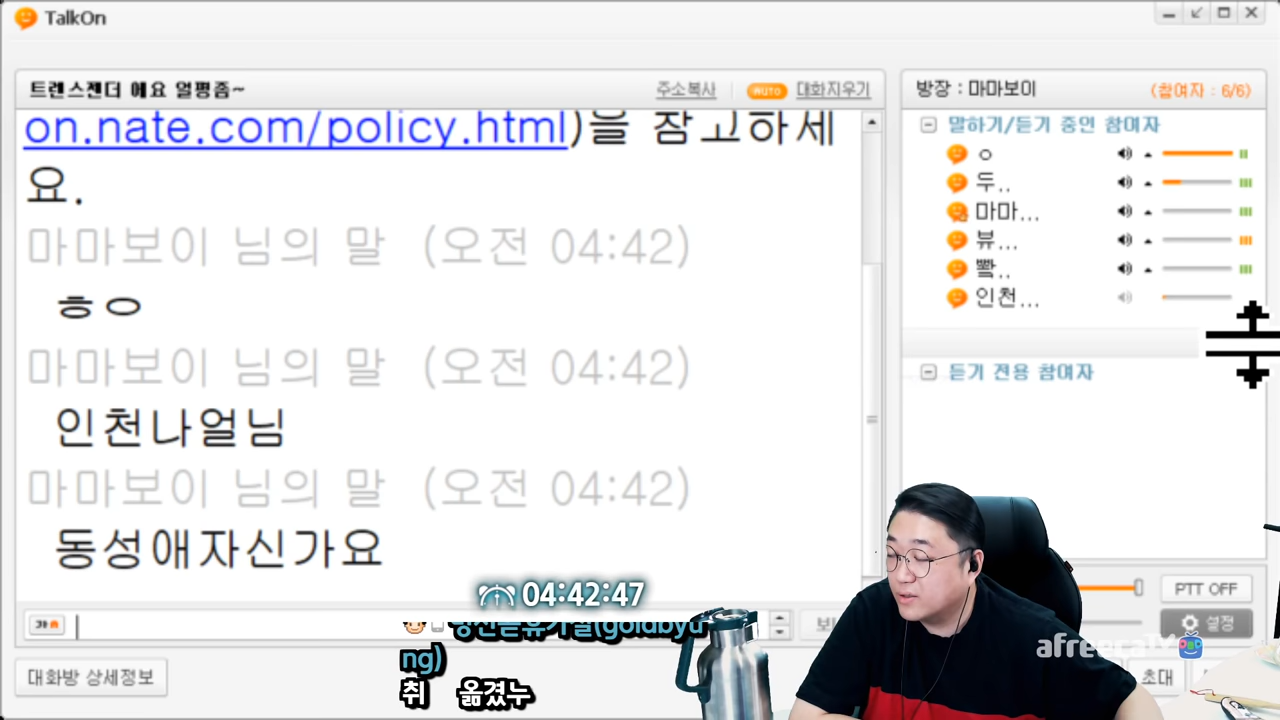 TalkOn
트렌스젠더 에요 얼평좀~
주소복사 AUTO 대화지우기
on.nate.com/policy.html)을 참고하세
요.
마마보이 님의 말 (오전 04:42)
ㅎㅇ
마마보이 님의 말 (오전 04:42)
인천나얼님
마마보이 님의 말 (오전 04:42)
동성애자신가요
가
대화방 상세정보
04:42:47
(goldbyu
ng)
취 옮겼누
방장 : 마마보이 (참여자 : 6/6)
말하기/듣기 중인 참여자
ㅇ
두..
마마...
뷰...
빨..
인천...
듣기 전용 참여자
PTT OFF
설정
초대
afreecaTV